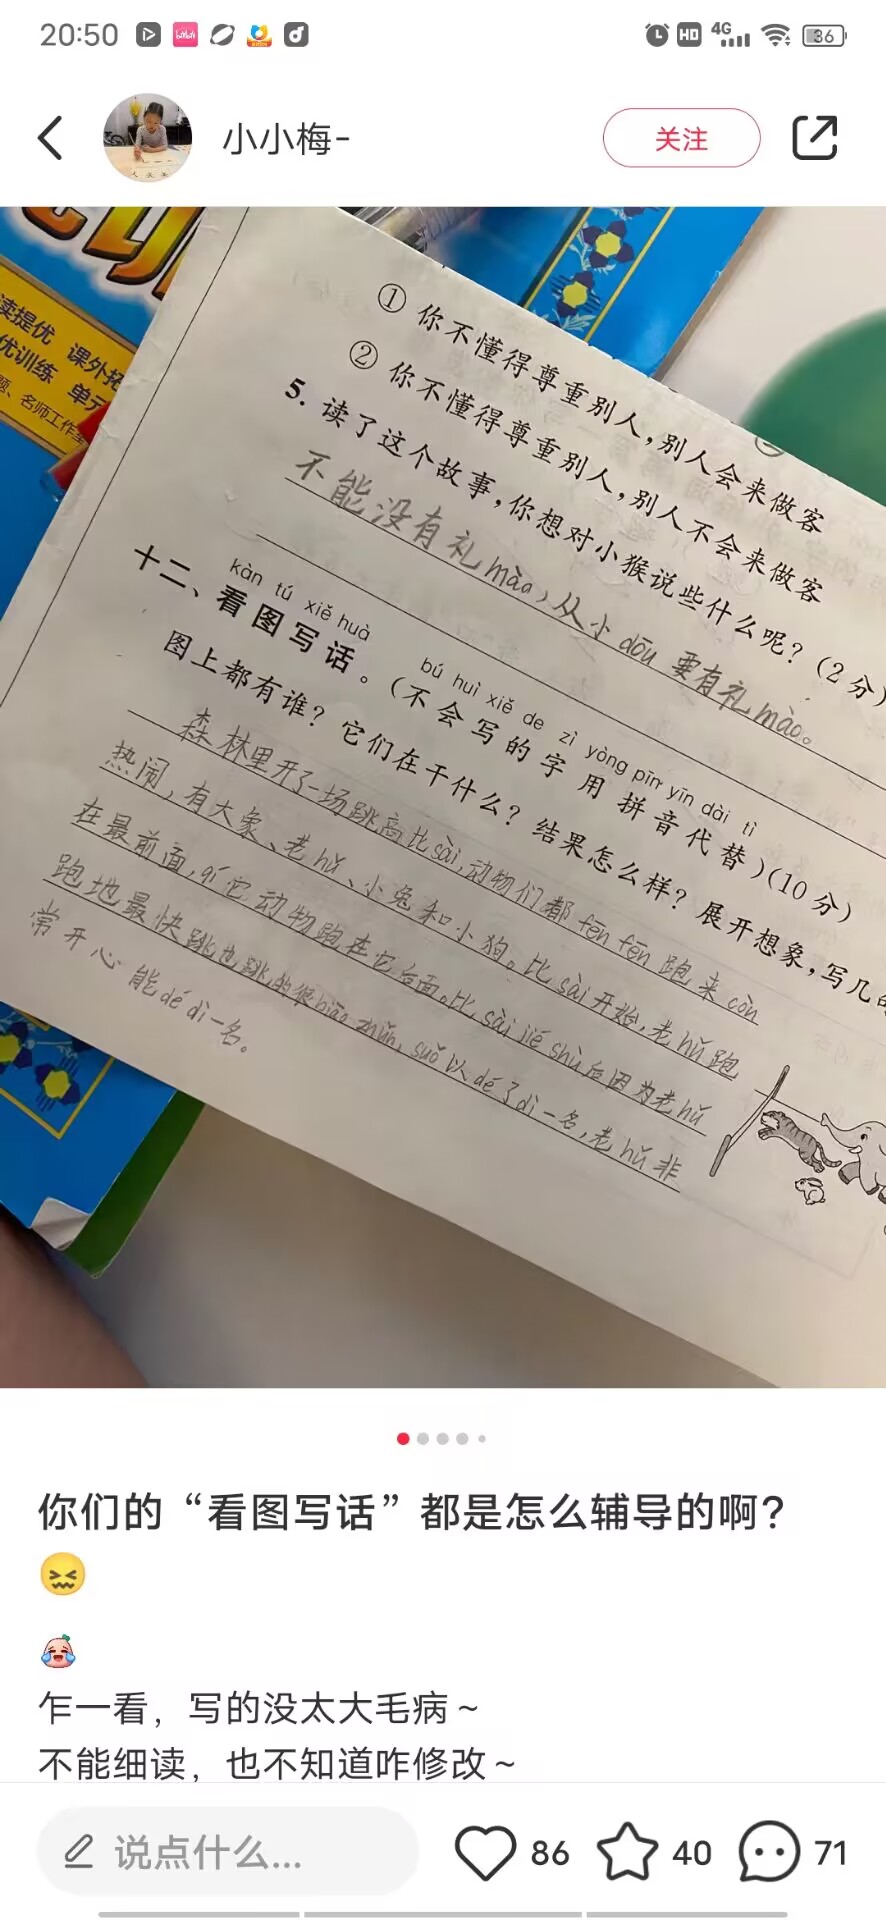 20:50
HD 4G 36
小小梅-
关注
读提优 课外拓
优训练 单元
题、名师工作室
① 你不懂得尊重别人，别人会来做客
② 你不懂得尊重别人，别人不会来做客
5. 读了这个故事，你想对小猴说些什么呢？(2分)
不能没有礼mào，从小dōu要有礼mào。
kàn tú xiě huà
十二、看图写话。(不会写的字用拼音代替)(10分)
bú huì xiě de zì yòng pīn yīn dài tì
图上都有谁？它们在干什么？结果怎么样？展开想象，写几
森林里开了一场跳高比sài，动物们都fēn fēn跑来còn
热闹，有大象、老hǔ、小兔和小狗。比sài开始，老hǔ跑
在最前面，qí它动物跑在它后面。比sài jié shù后因为老hǔ
跑地最快跳也跳的很biāo zhǔn，suǒ以dé了dì一名，老hǔ非
常开心能dé dì一名。
你们的“看图写话”都是怎么辅导的啊？
乍一看，写的没太大毛病～
不能细读，也不知道咋修改～
说点什么...
86
40
71